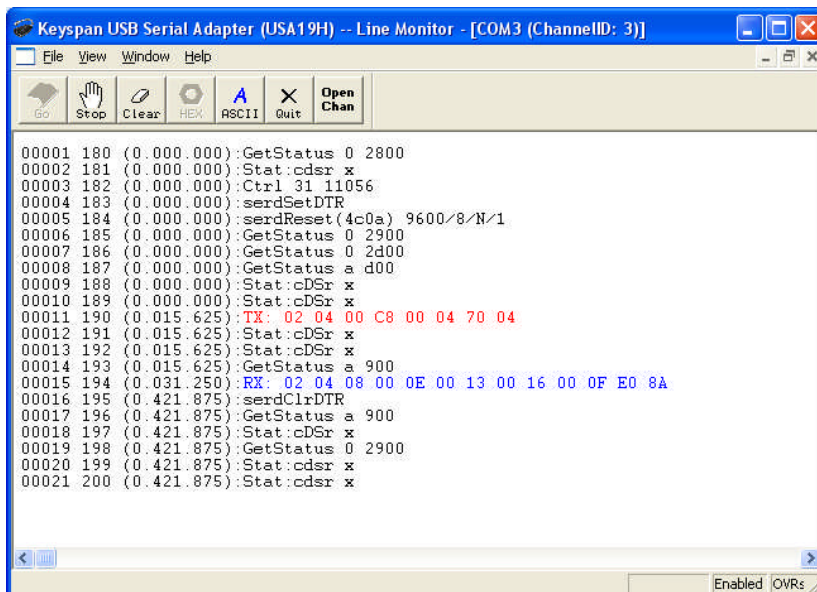 Keyspan USB Serial Adapter (USA19H) -- Line Monitor - [COM3 (ChannelID: 3)]
File View Window Help
Go Stop Clear HEX ASCII Quit Open Chan
00001 180 (0.000.000):GetStatus 0 2800
00002 181 (0.000.000):Stat:cdsr x
00003 182 (0.000.000):Ctrl 31 11056
00004 183 (0.000.000):serdSetDTR
00005 184 (0.000.000):serdReset(4c0a) 9600/8/N/1
00006 185 (0.000.000):GetStatus 0 2900
00007 186 (0.000.000):GetStatus 0 2d00
00008 187 (0.000.000):GetStatus a d00
00009 188 (0.000.000):Stat:cDSr x
00010 189 (0.000.000):Stat:cDSr x
00011 190 (0.015.625):TX: 02 04 00 C8 00 04 70 04
00012 191 (0.015.625):Stat:cDSr x
00013 192 (0.015.625):Stat:cDSr x
00014 193 (0.015.625):GetStatus a 900
00015 194 (0.031.250):RX: 02 04 08 00 0E 00 13 00 16 00 0F E0 8A
00016 195 (0.421.875):serdClrDTR
00017 196 (0.421.875):GetStatus a 900
00018 197 (0.421.875):Stat:cDSr x
00019 198 (0.421.875):GetStatus 0 2900
00020 199 (0.421.875):Stat:cdsr x
00021 200 (0.421.875):Stat:cdsr x
Enabled OVRs